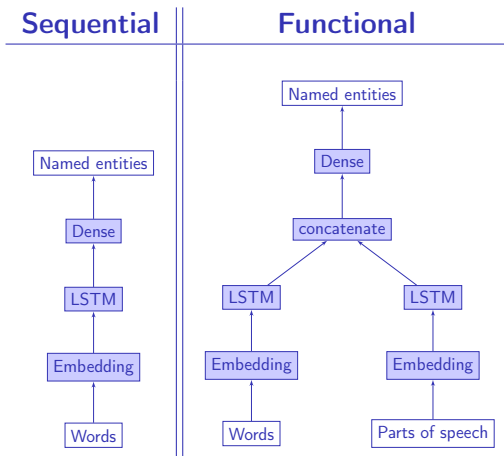 Sequential
Functional
Named entities
Dense
LSTM
Embedding
Words
Named entities
Dense
concatenate
LSTM
LSTM
Embedding
Embedding
Words
Parts of speech